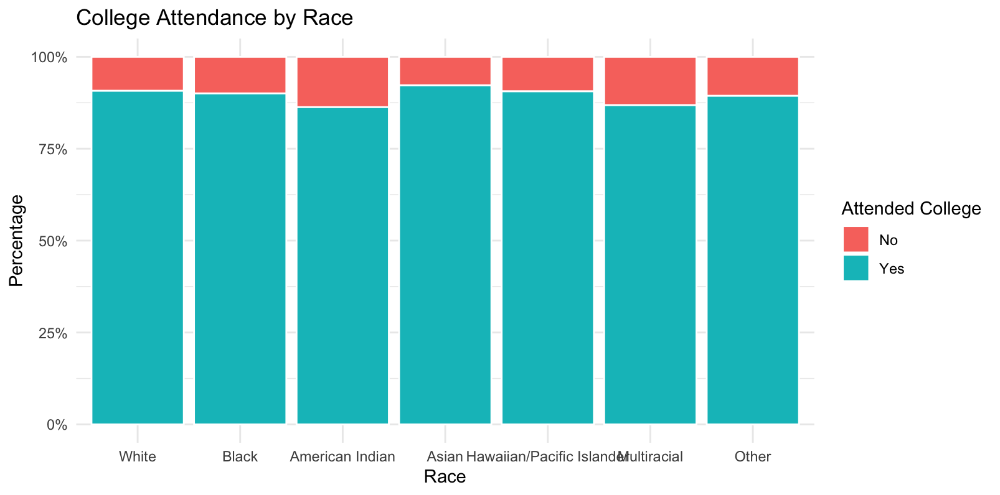 College Attendance by Race
100%
75%
50%
25%
0%
Percentage
White
Black
American Indian
Asian
Hawaiian/Pacific Islander
Multiracial
Other
Race
Attended College
No
Yes